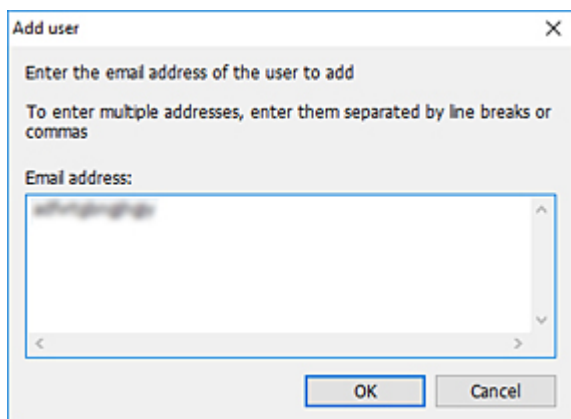 Add user
Enter the email address of the user to add
To enter multiple addresses, enter them separated by line breaks or
commas
Email address:
OK
Cancel